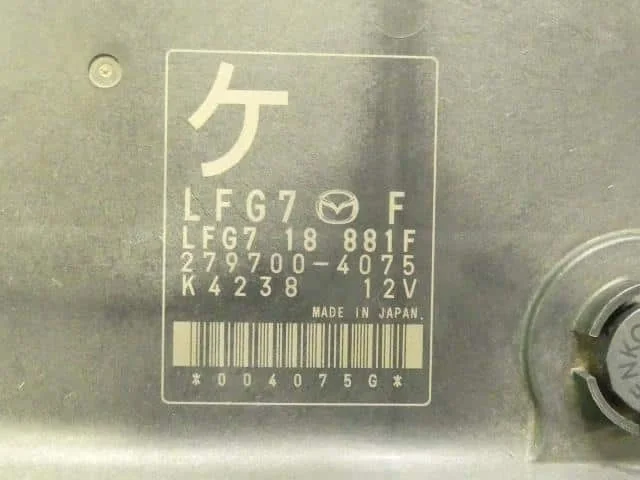 ケ
LFG7 F
LFG7 18 881F
279700-4075
K4238 12V
MADE IN JAPAN.
*004075G*